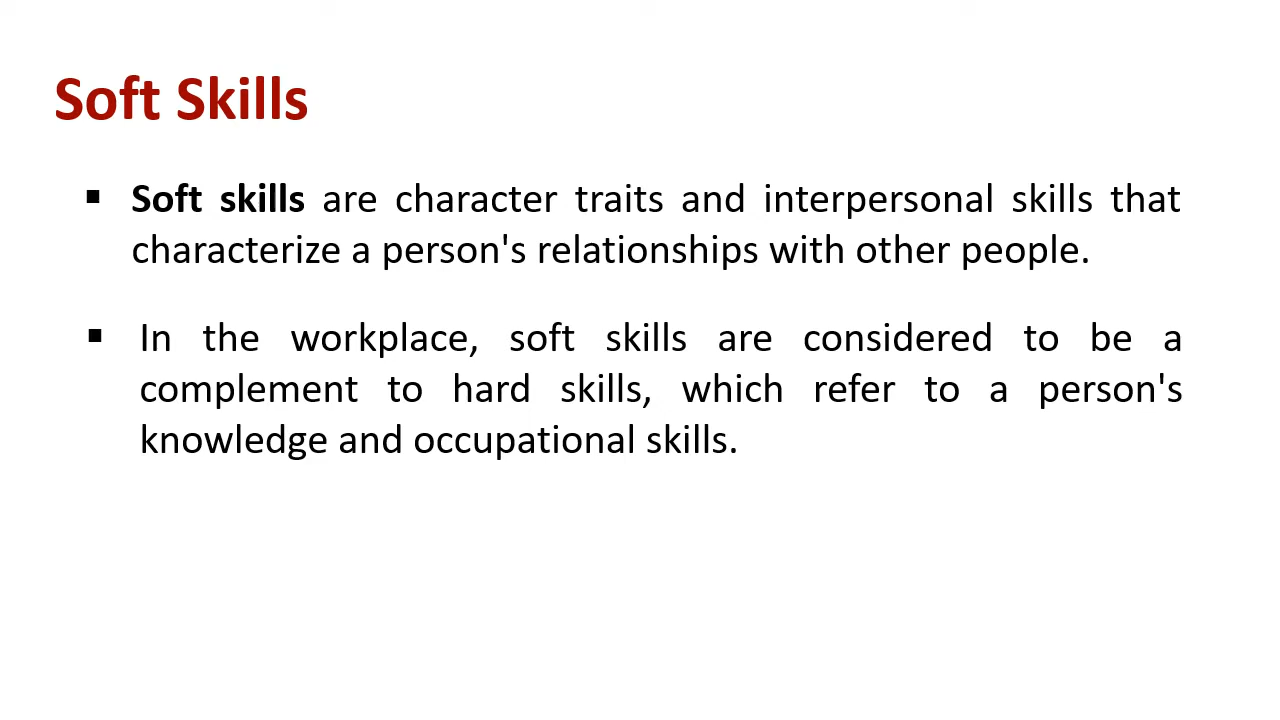 Soft Skills
▪ Soft skills are character traits and interpersonal skills that
characterize a person's relationships with other people.
▪ In the workplace, soft skills are considered to be a
complement to hard skills, which refer to a person's
knowledge and occupational skills.